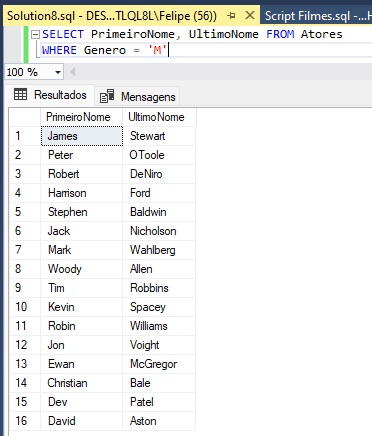 Solution8.sql - DES...TLQL8L\Felipe (56))* Script Filmes.sql -...H
SELECT PrimeiroNome, UltimoNome FROM Atores
WHERE Genero = 'M'
100 %
Resultados Mensagens
PrimeiroNome UltimoNome
1 James Stewart
2 Peter OToole
3 Robert DeNiro
4 Harrison Ford
5 Stephen Baldwin
6 Jack Nicholson
7 Mark Wahlberg
8 Woody Allen
9 Tim Robbins
10 Kevin Spacey
11 Robin Williams
12 Jon Voight
13 Ewan McGregor
14 Christian Bale
15 Dev Patel
16 David Aston